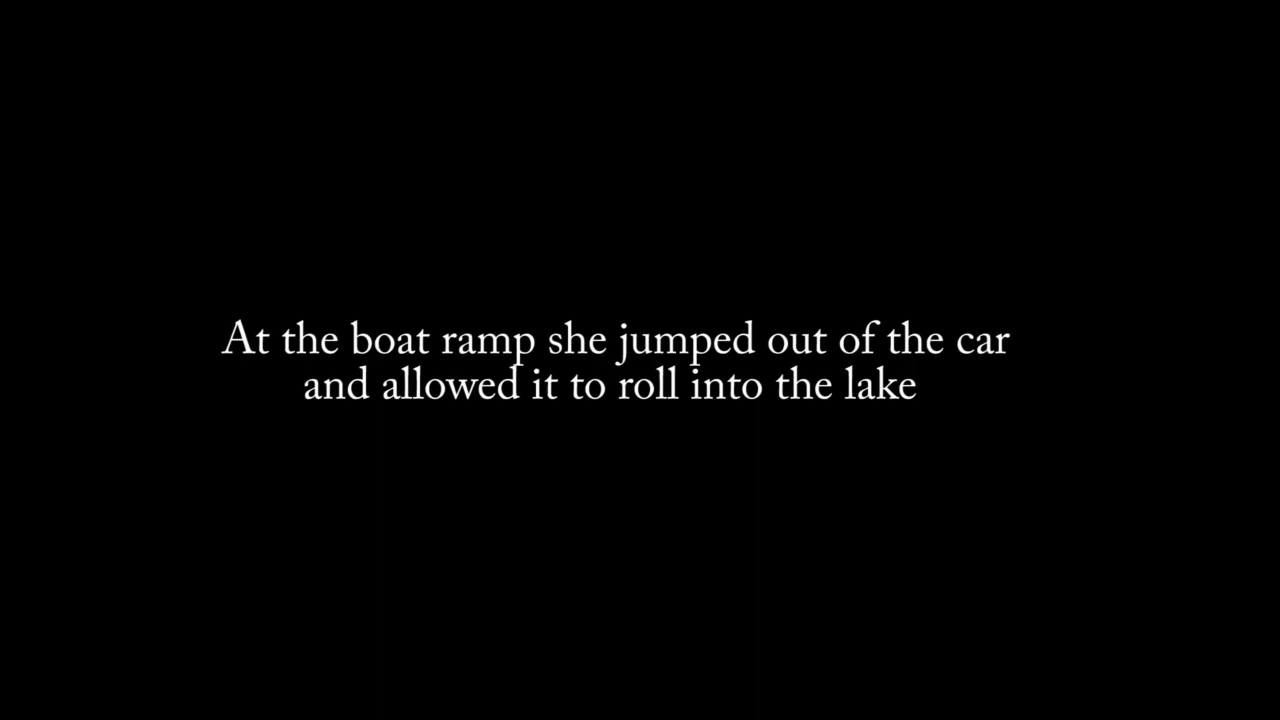 At the boat ramp she jumped out of the car
and allowed it to roll into the lake